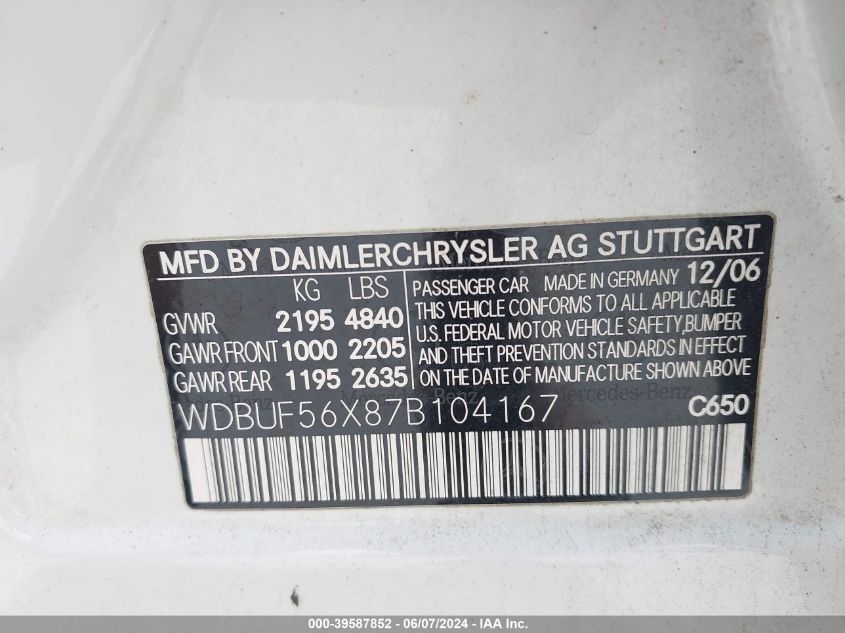 MFD BY DAIMLERCHRYSLER AG STUTTGART
KG LBS
GVWR 2195 4840
GAWR FRONT 1000 2205
GAWR REAR 1195 2635
PASSENGER CAR MADE IN GERMANY 12/06
THIS VEHICLE CONFORMS TO ALL APPLICABLE
U.S. FEDERAL MOTOR VEHICLE SAFETY,BUMPER
AND THEFT PREVENTION STANDARDS IN EFFECT
ON THE DATE OF MANUFACTURE SHOWN ABOVE
WDBUF56X87B104167 C650
Mercedes-Benz
000-39587852 - 06/07/2024 - IAA Inc.